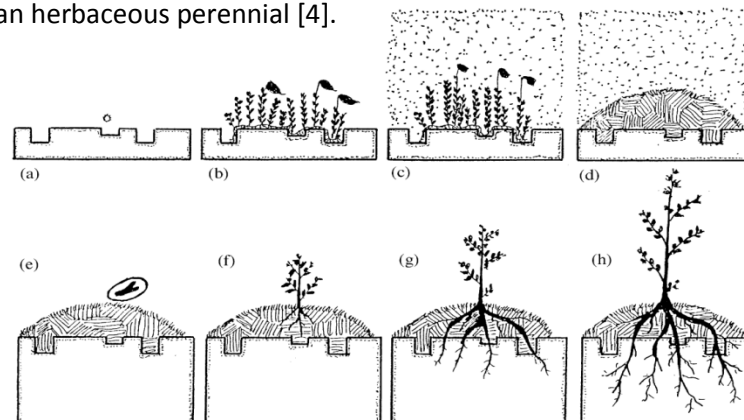 an herbaceous perennial [4].
(a) (b) (c) (d)
(e) (f) (g) (h)